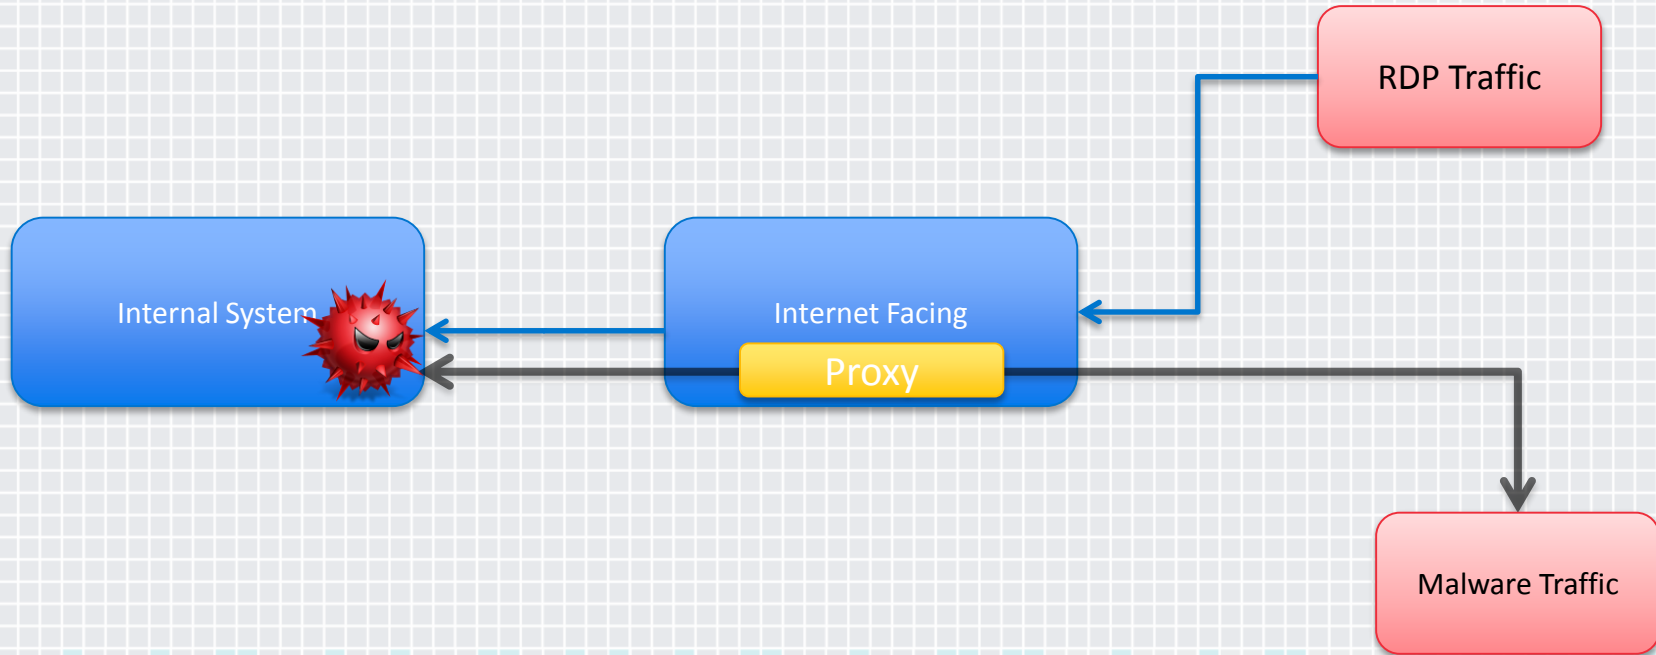 RDP Traffic
Internal System
Internet Facing
Proxy
Malware Traffic